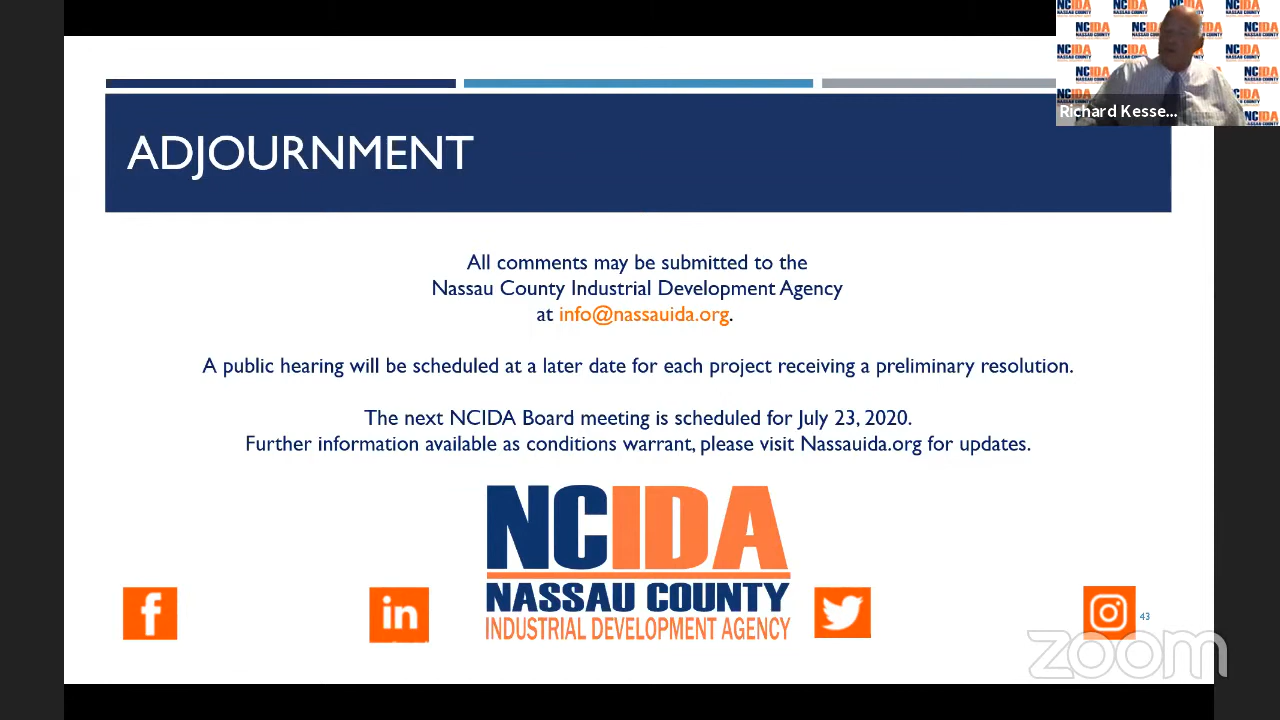 Richard Kesse...
ADJOURNMENT
All comments may be submitted to the
Nassau County Industrial Development Agency
at info@nassauida.org.
A public hearing will be scheduled at a later date for each project receiving a preliminary resolution.
The next NCIDA Board meeting is scheduled for July 23, 2020.
Further information available as conditions warrant, please visit Nassauida.org for updates.
NCIDA
NASSAU COUNTY
INDUSTRIAL DEVELOPMENT AGENCY
43
zoom